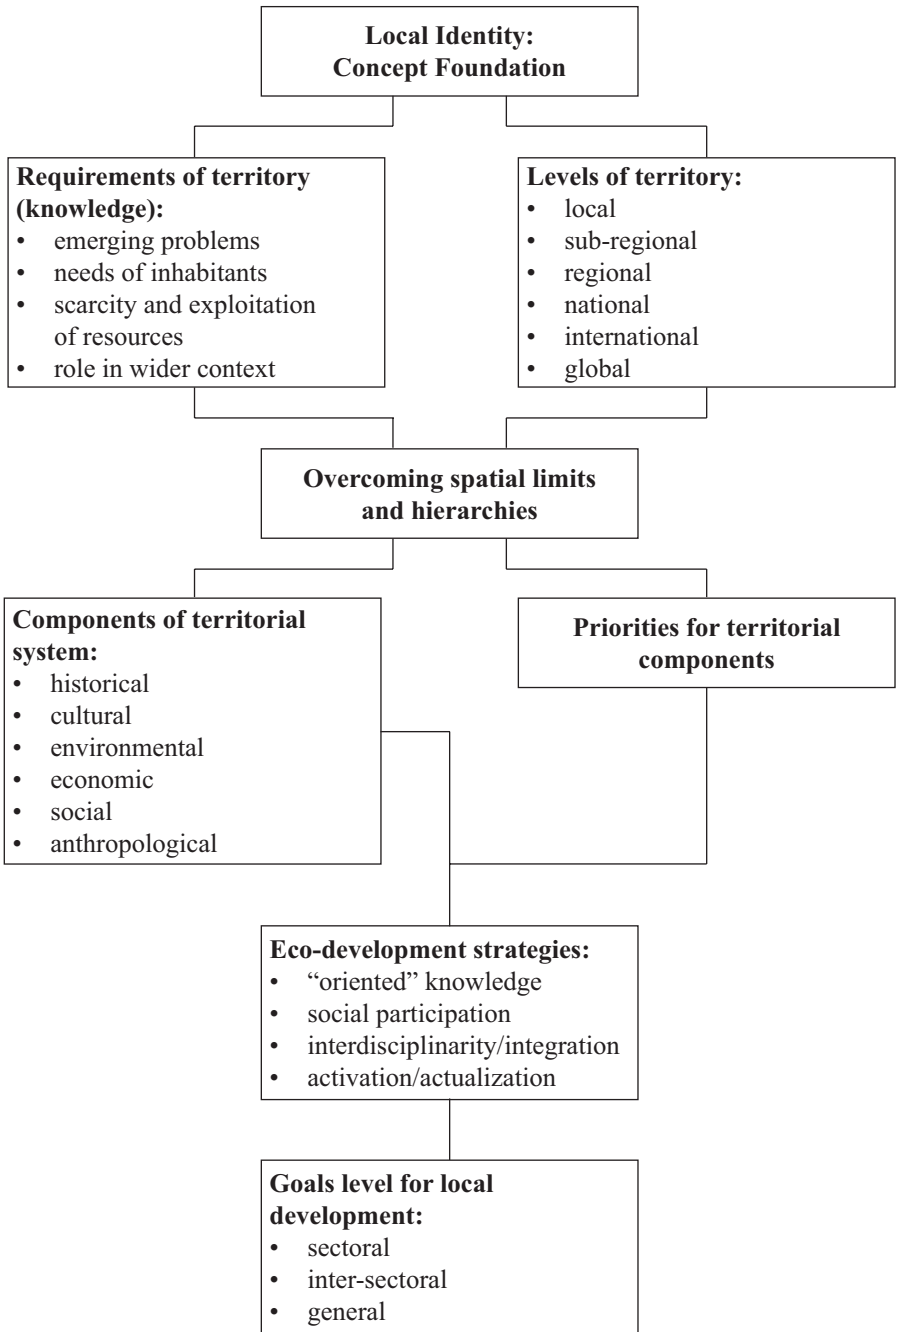 Local Identity:
Concept Foundation
Requirements of territory
(knowledge):
• emerging problems
• needs of inhabitants
• scarcity and exploitation
of resources
• role in wider context
Levels of territory:
• local
• sub-regional
• regional
• national
• international
• global
Overcoming spatial limits
and hierarchies
Components of territorial
system:
• historical
• cultural
• environmental
• economic
• social
• anthropological
Priorities for territorial
components
Eco-development strategies:
• “oriented” knowledge
• social participation
• interdisciplinarity/integration
• activation/actualization
Goals level for local
development:
• sectoral
• inter-sectoral
• general